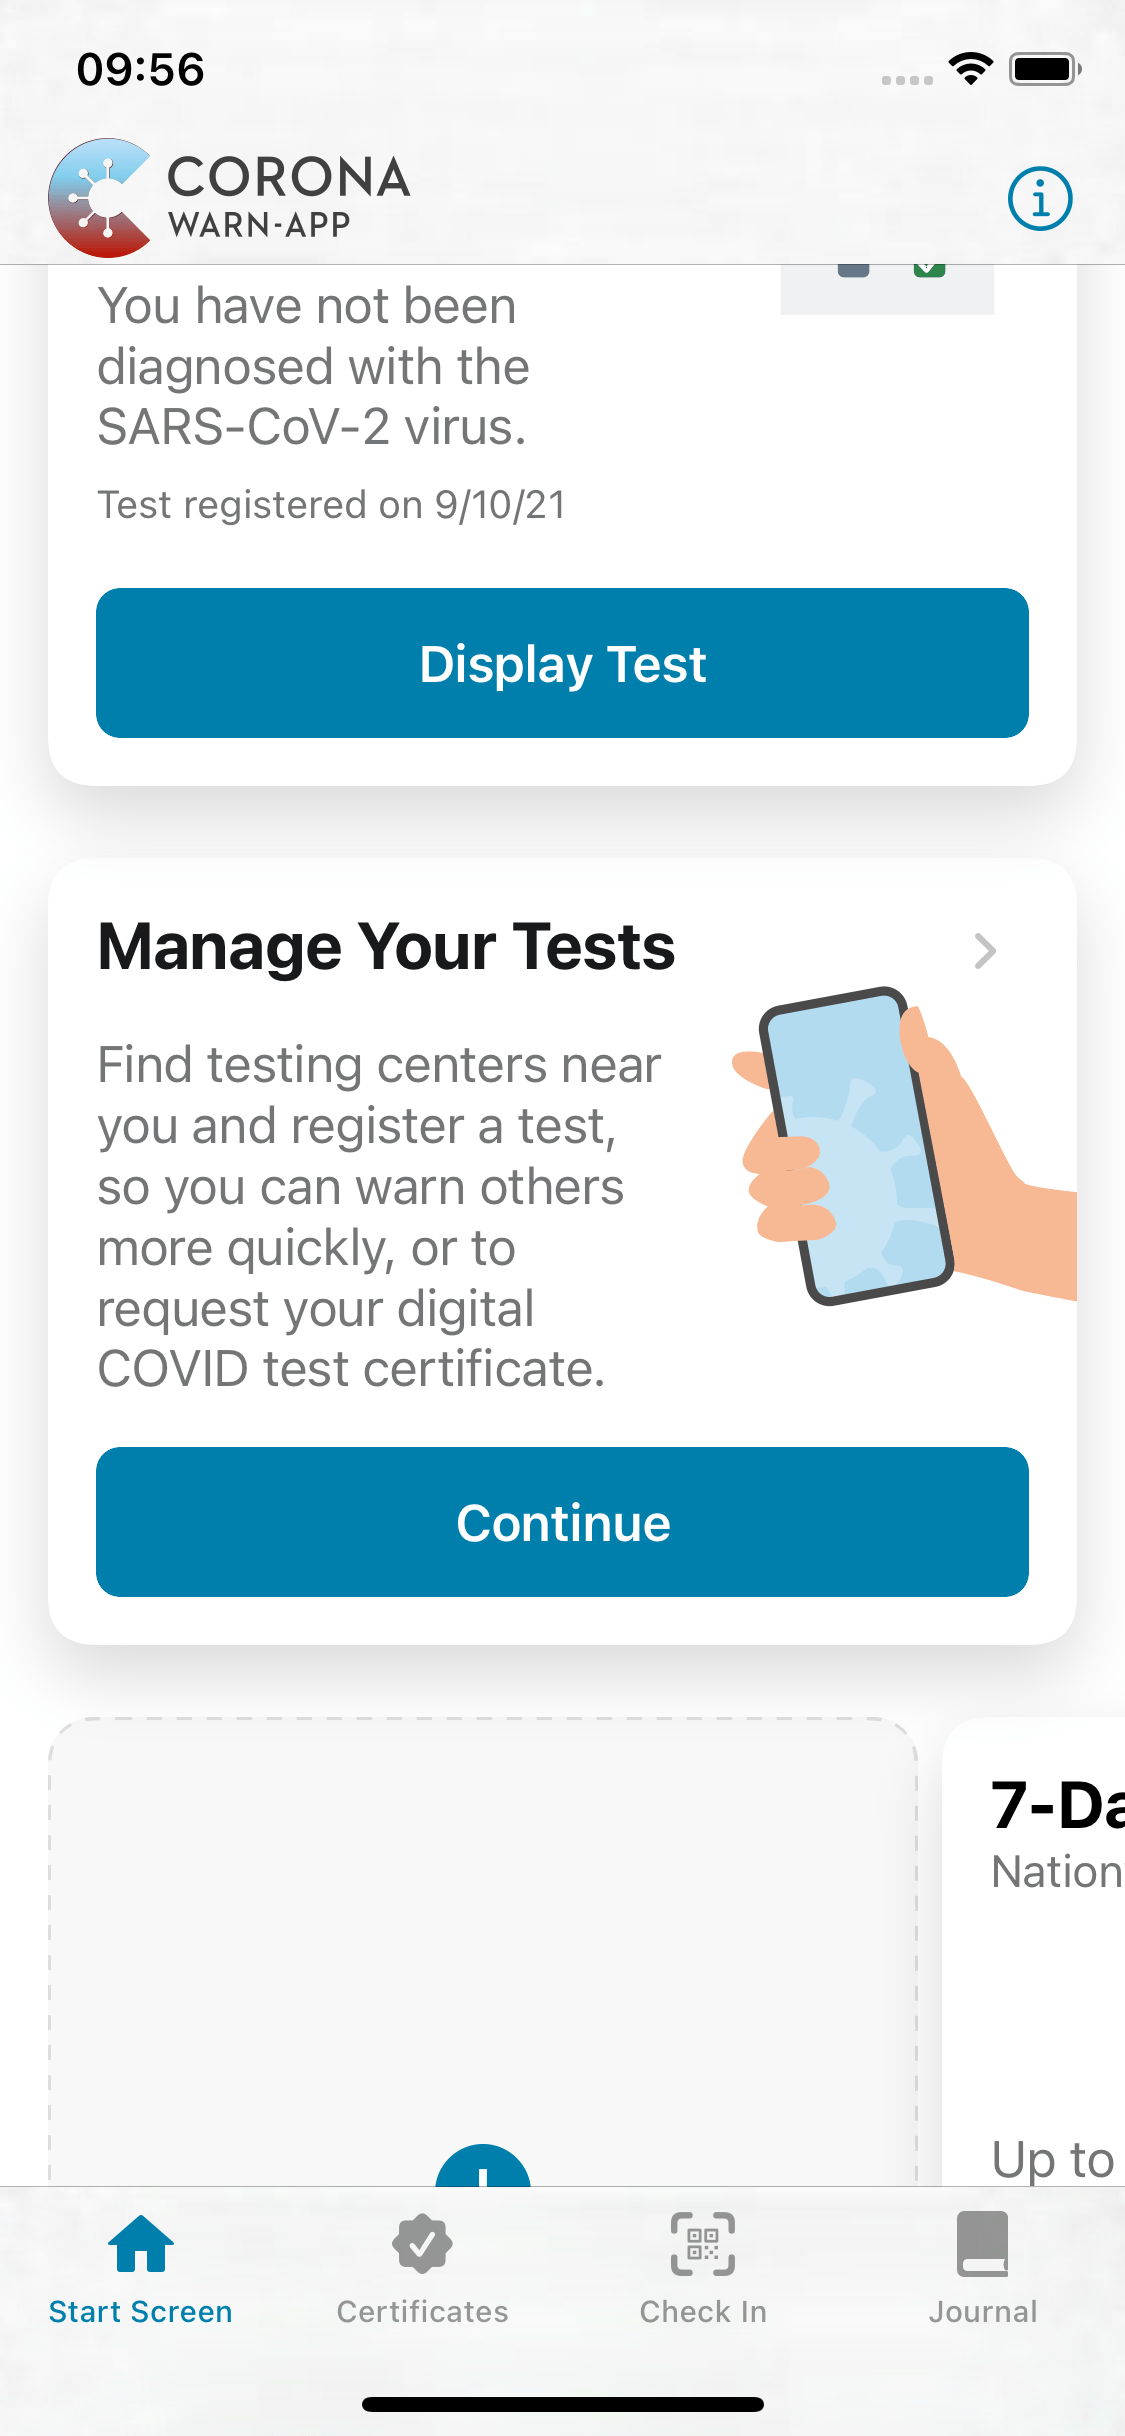 09:56
CORONA
WARN-APP
You have not been
diagnosed with the
SARS-CoV-2 virus.
Test registered on 9/10/21
Display Test
Manage Your Tests
Find testing centers near
you and register a test,
so you can warn others
more quickly, or to
request your digital
COVID test certificate.
Continue
7-Da
Nation
Up to
Start Screen
Certificates
Check In
Journal